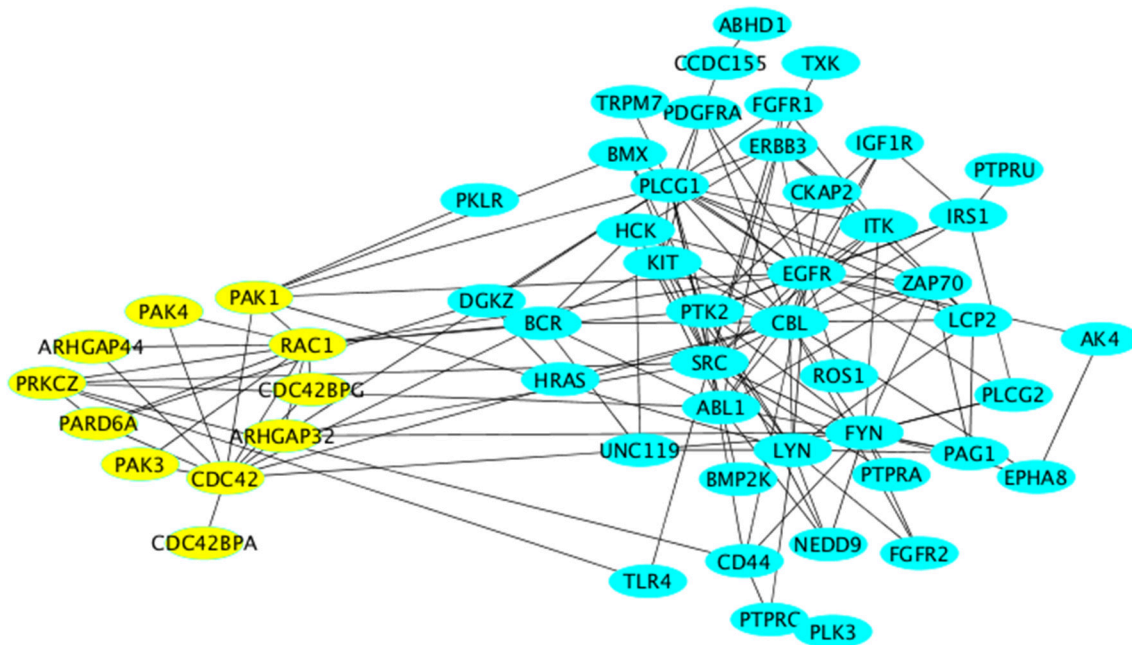 ABHD1
CCDC155
TXK
TRPM7
PDGFRA
FGFR1
ERBB3
IGF1R
BMX
PTPRU
PLCG1
CKAP2
PKLR
IRS1
HCK
ITK
KIT
EGFR
ZAP70
PAK1
DGKZ
PAK4
BCR
PTK2
CBL
LCP2
ARHGAP44
RAC1
AK4
PRKCZ
CDC42BPG
HRAS
SRC
ROS1
PLCG2
ABL1
PARD6A
ARHGAP32
FYN
PAK3
UNC119
LYN
PAG1
CDC42
BMP2K
PTPRA
EPHA8
CDC42BPA
NEDD9
FGFR2
CD44
TLR4
PTPRC
PLK3